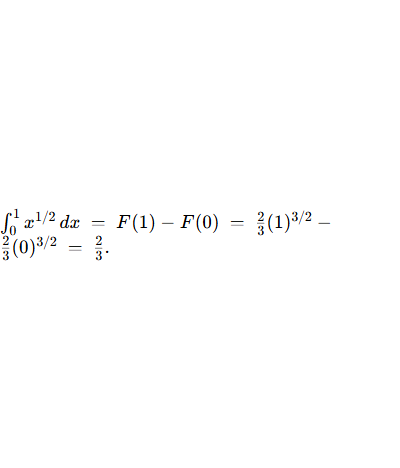 ∫₀¹ x^{1/2} dx = F(1) − F(0) = 2/3(1)^{3/2} −
2/3(0)^{3/2} = 2/3.